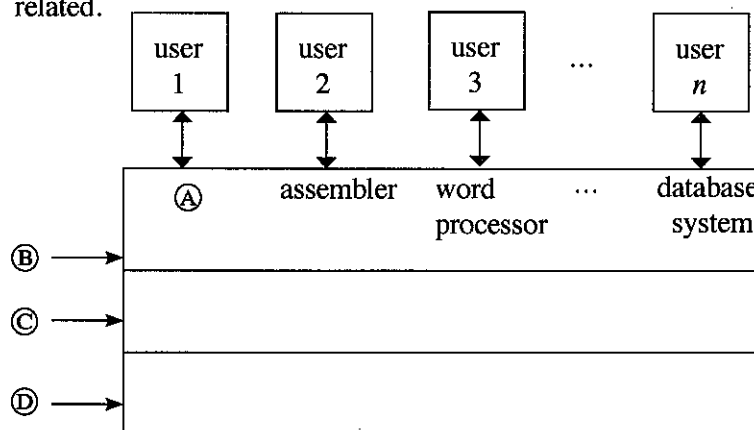 related.
user user user ... user
1 2 3 n
Ⓐ assembler word ... database
processor system
Ⓑ
Ⓒ
Ⓓ